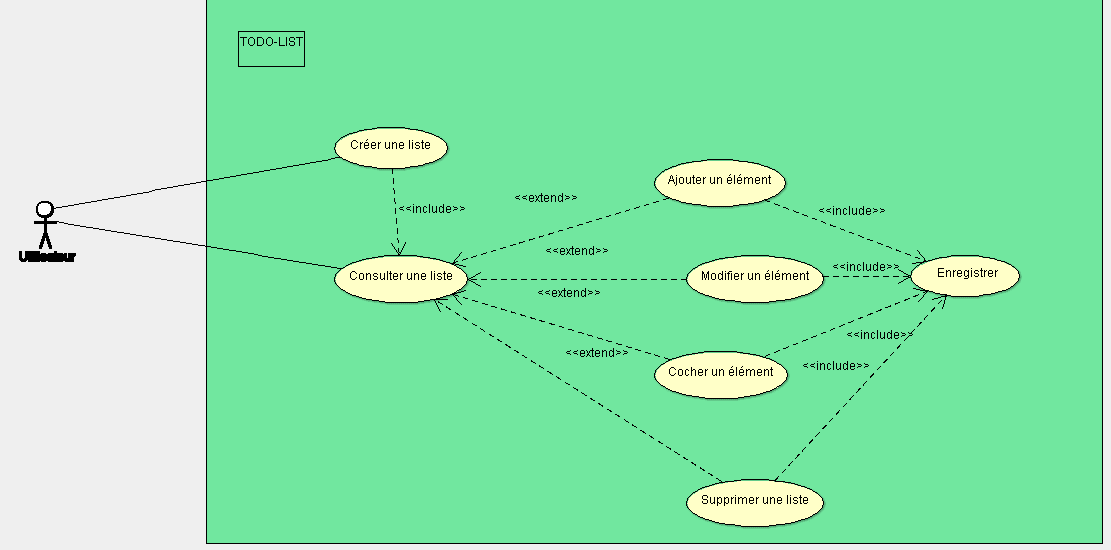 TODO-LIST
Créer une liste
Ajouter un élément
<<extend>>
<<include>>
<<include>>
Utilisateur
<<extend>>
Consulter une liste
Modifier un élément
<<include>>
Enregistrer
<<extend>>
<<include>>
<<extend>>
Cocher un élément
<<include>>
Supprimer une liste